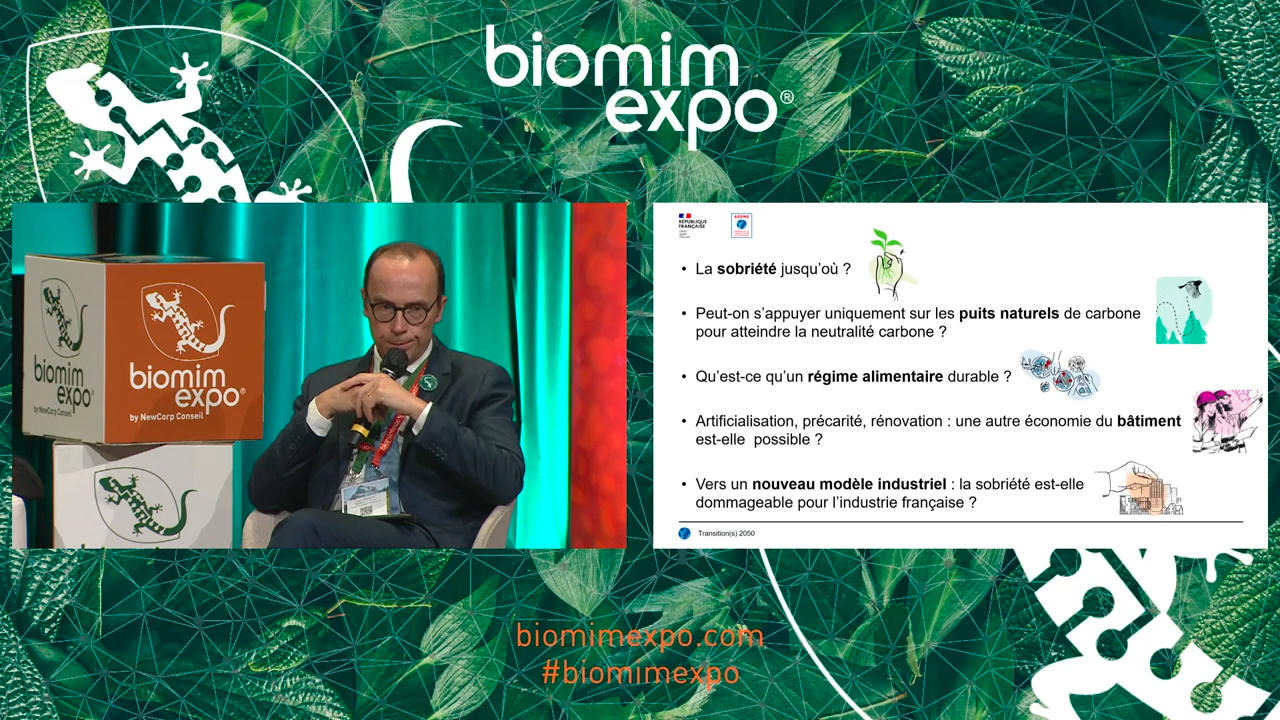 biomim
expo®
biomim
expo®
by NewCorp Conseil
biomim
expo®
by NewCorp Conseil
RÉPUBLIQUE
FRANÇAISE
ADEME
• La sobriété jusqu'où ?
• Peut-on s'appuyer uniquement sur les puits naturels de carbone
pour atteindre la neutralité carbone ?
• Qu'est-ce qu'un régime alimentaire durable ?
• Artificialisation, précarité, rénovation : une autre économie du bâtiment
est-elle possible ?
• Vers un nouveau modèle industriel : la sobriété est-elle
dommageable pour l'industrie française ?
Transition(s) 2050
biomimexpo.com
#biomimexpo